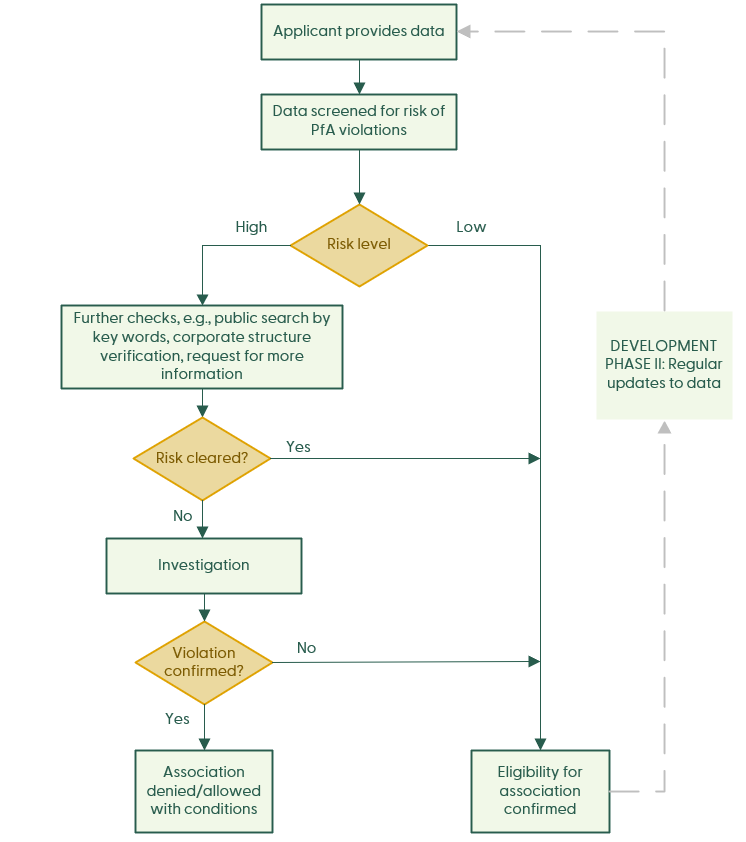 Applicant provides data
Data screened for risk of
PfA violations
High
Low
Risk level
Further checks, e.g., public search by
key words, corporate structure
verification, request for more
information
DEVELOPMENT
PHASE II: Regular
updates to data
Risk cleared?
Yes
No
Investigation
Violation
confirmed?
No
Yes
Association
denied/allowed
with conditions
Eligibility for
association
confirmed